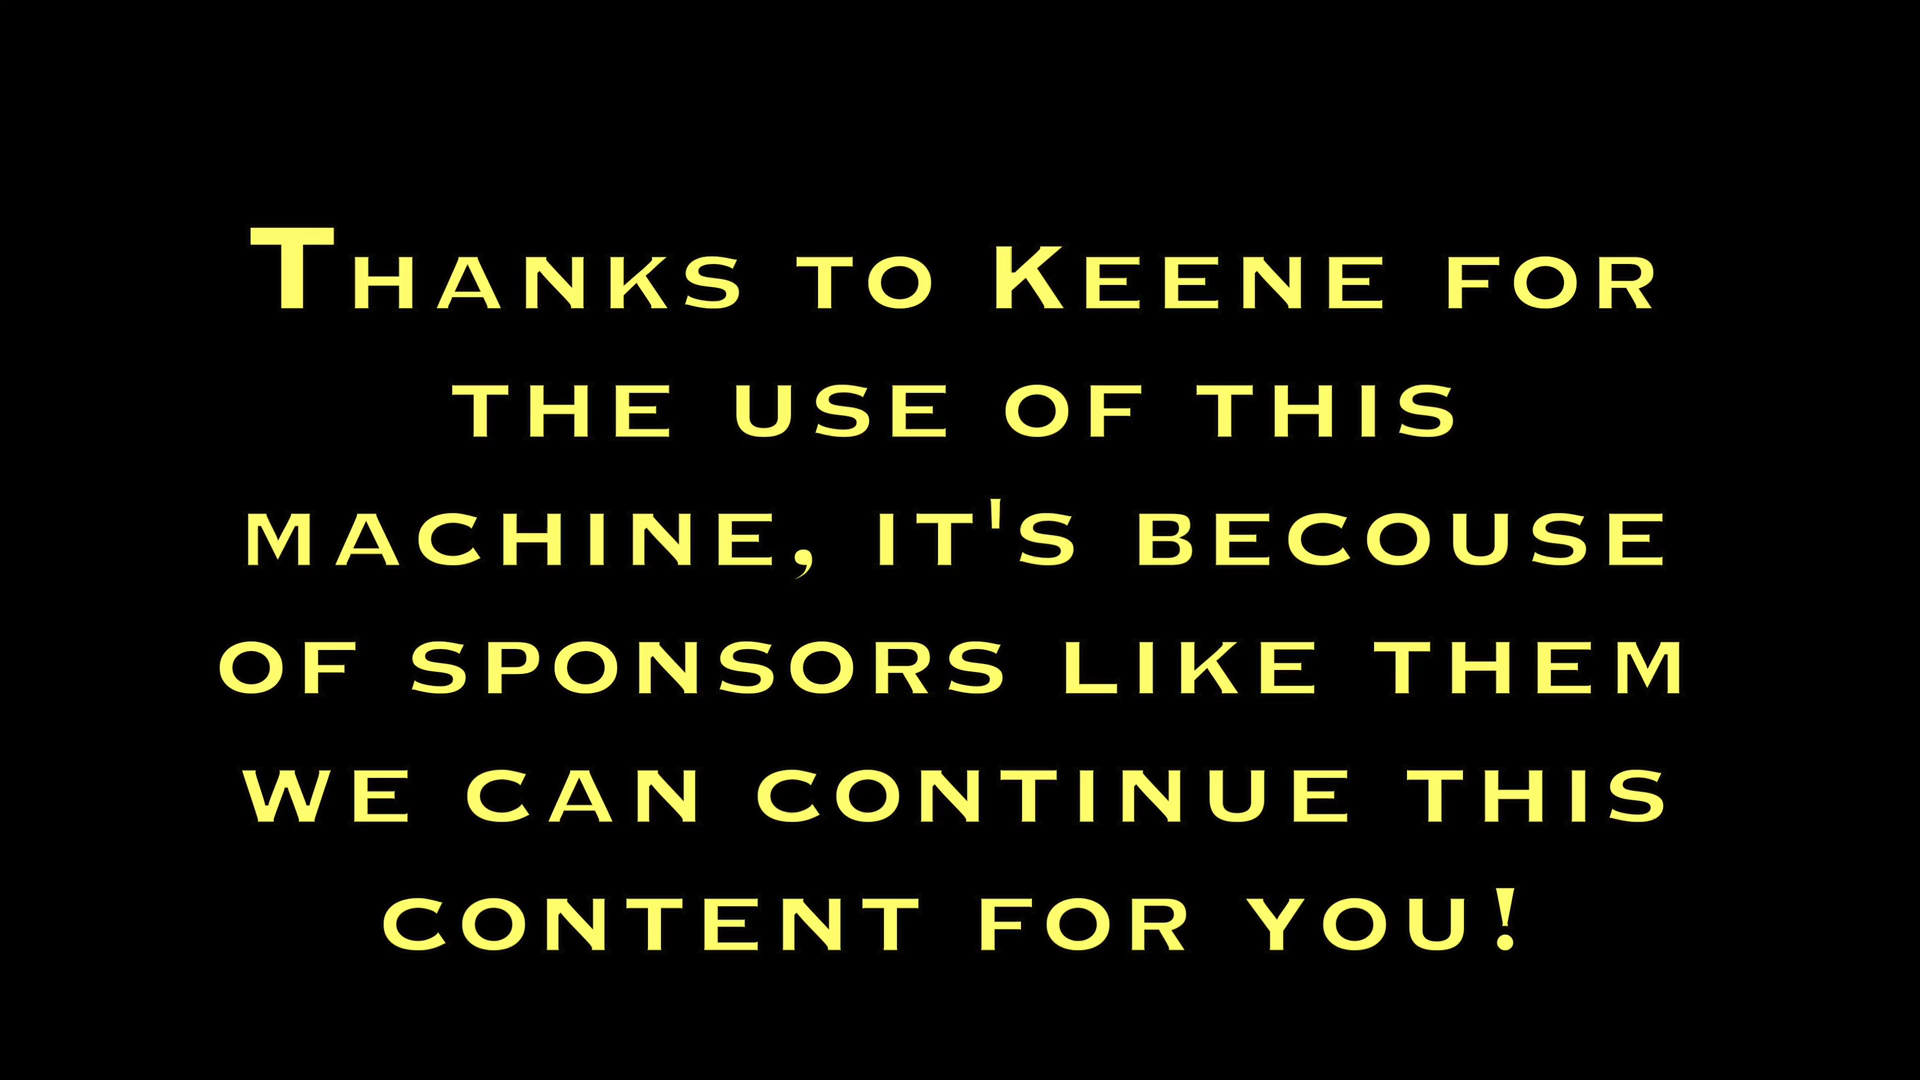 Thanks to Keene for
the use of this
machine, it's becouse
of sponsors like them
we can continue this
content for you!